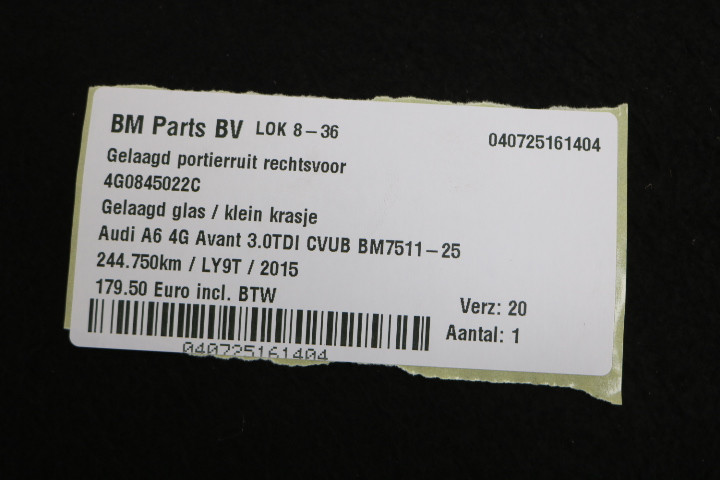 BM Parts BV LOK 8-36
040725161404
Gelaagd portierruit rechtsvoor
4G0845022C
Gelaagd glas / klein krasje
Audi A6 4G Avant 3.0TDI CVUB BM7511-25
244.750km / LY9T / 2015
179.50 Euro incl. BTW
Verz: 20
Aantal: 1
040725161404